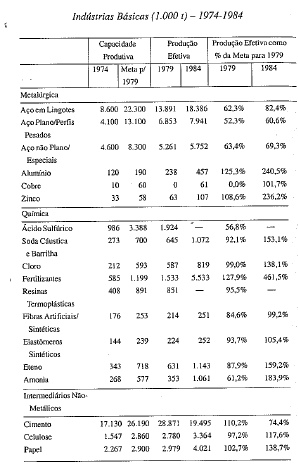 Indústrias Básicas (1.000 t) – 1974-1984
Capacidade Produção Produção Efetiva como
Produtiva Efetiva % da Meta para 1979
1974 Meta p/ 1979 1984 1979 1984
1979
Metalúrgica
Aço em Lingotes 8.600 22.300 13.891 18.386 62,3% 82,4%
Aço Plano/Perfis 4.100 13.100 6.853 7.941 52,3% 60,6%
Pesados
Aço não Plano/ 4.600 8.300 5.261 5.752 63,4% 69,3%
Especiais
Alumínio 120 190 238 457 125,3% 240,5%
Cobre 10 60 0 61 0,0% 101,7%
Zinco 33 58 63 107 108,6% 236,2%
Química
Ácido Sulfúrico 986 3.388 1.924 — 56,8% —
Soda Cáustica 273 700 645 1.072 92,1% 153,1%
e Barrilha
Cloro 212 593 587 819 99,0% 138,1%
Fertilizantes 585 1.199 1.533 5.533 127,9% 461,5%
Resinas 408 891 851 — 95,5% —
Termoplásticas
Fibras Artificiais/ 176 253 214 251 84,6% 99,2%
Sintéticas
Elastômeros 144 239 224 252 93,7% 105,4%
Sintéticos
Eteno 343 718 631 1.143 87,9% 159,2%
Amonia 268 577 353 1.061 61,2% 183,9%
Intermediários Não-
Metálicos
Cimento 17.130 26.190 28.871 19.495 110,2% 74,4%
Celulose 1.547 2.860 2.780 3.364 97,2% 117,6%
Papel 2.267 2.900 2.979 4.021 102,7% 138,7%